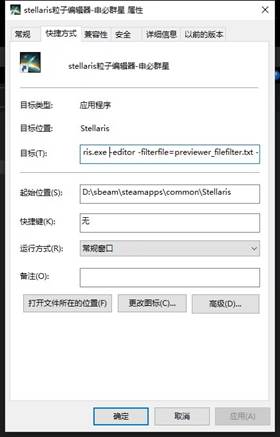 stellaris粒子编辑器-串必群星 属性
常规 快捷方式 兼容性 安全 详细信息 以前的版本
stellaris粒子编辑器-串必群星
目标类型: 应用程序
目标位置: Stellaris
目标(T): ris.exe -editor -filterfile=previewer_filefilter.txt -
起始位置(S): D:\sbeam\steamapps\common\Stellaris
快捷键(K): 无
运行方式(R): 常规窗口
备注(O):
打开文件所在的位置(F) 更改图标(C)... 高级(D)...
确定 取消 应用(A)